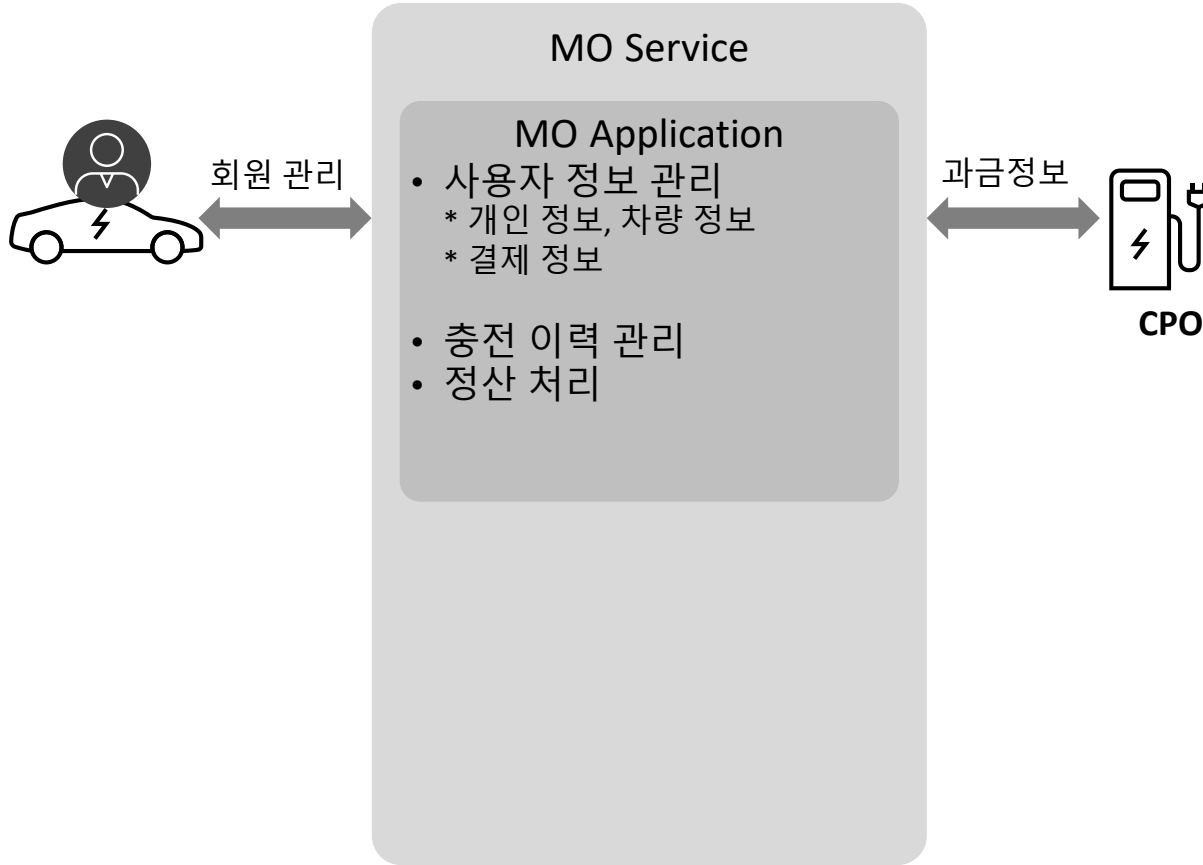 MO Service
MO Application
회원 관리
• 사용자 정보 관리
* 개인 정보, 차량 정보
* 결제 정보
• 충전 이력 관리
• 정산 처리
과금정보
CPO